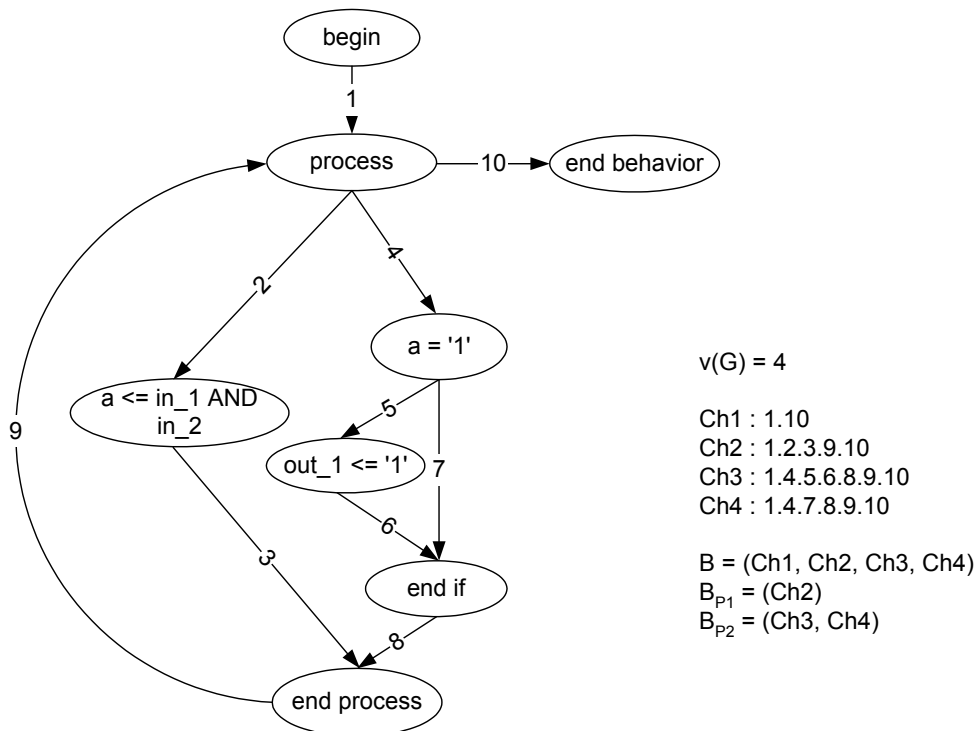 begin
1
process
10
end behavior
2
4
a = '1'
a <= in_1 AND
in_2
9
5
out_1 <= '1'
7
6
3
end if
8
end process
v(G) = 4
Ch1 : 1.10
Ch2 : 1.2.3.9.10
Ch3 : 1.4.5.6.8.9.10
Ch4 : 1.4.7.8.9.10
B = (Ch1, Ch2, Ch3, Ch4)
B_P1 = (Ch2)
B_P2 = (Ch3, Ch4)